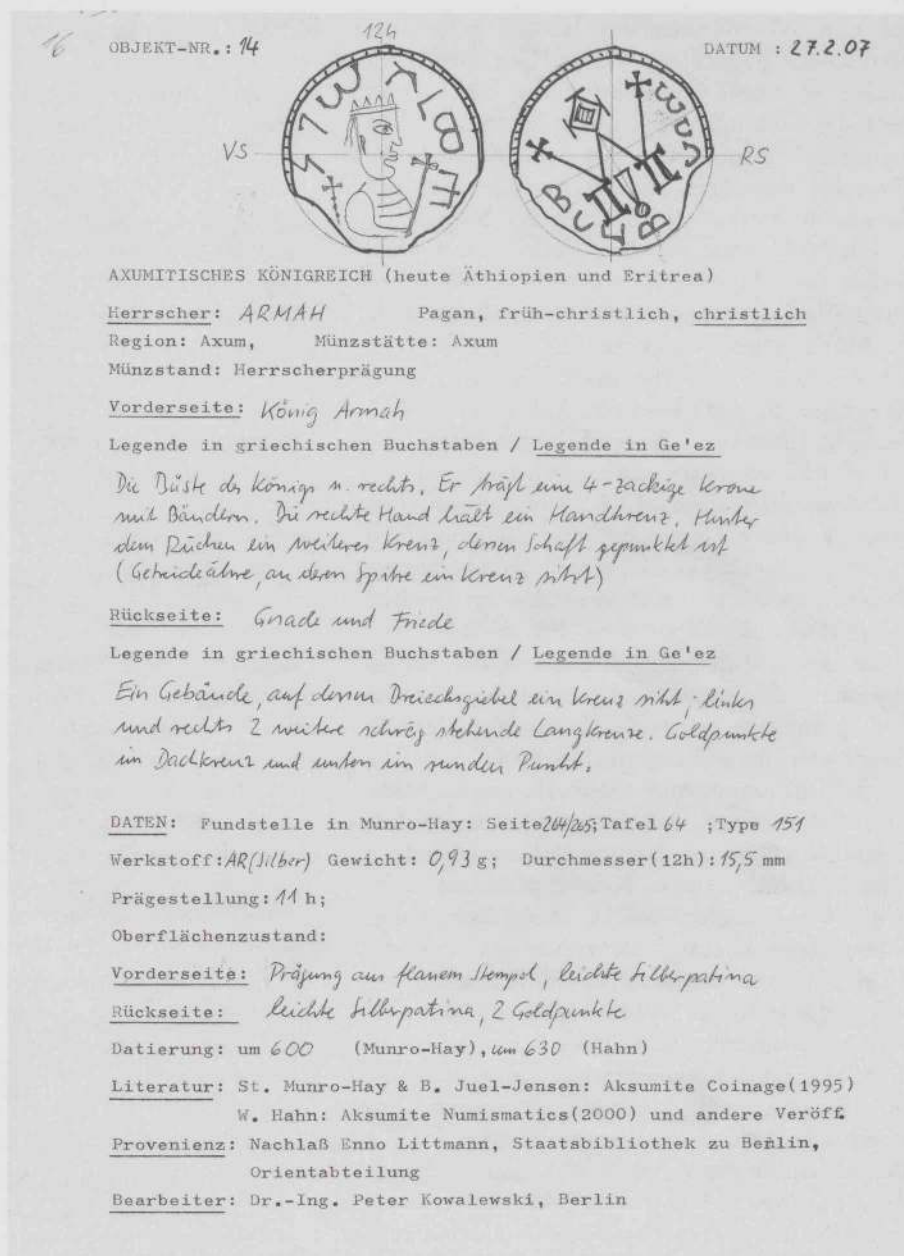 16
OBJEKT-NR.: 14
12h
DATUM : 27.2.07
VS
RS
AXUMITISCHES KÖNIGREICH (heute Äthiopien und Eritrea)
Herrscher: ARMAH Pagan, früh-christlich, christlich
Region: Axum, Münzstätte: Axum
Münzstand: Herrscherprägung
Vorderseite: König Armah
Legende in griechischen Buchstaben / Legende in Ge'ez
Die Büste des Königs n. rechts. Er trägt eine 4-zackige Krone
mit Bändern. Die rechte Hand hält ein Handkreuz. Hinter
dem Rücken ein weiteres Kreuz, dessen Schaft gepunktet ist
(Getreideähre, an deren Spitze ein Kreuz sitzt)
Rückseite: Gnade und Friede
Legende in griechischen Buchstaben / Legende in Ge'ez
Ein Gebäude, auf dessen Dreiecksgiebel ein Kreuz sitzt; links
und rechts 2 weitere schräg stehende Langkreuze. Goldpunkte
im Dachkreuz und unten im runden Punkt.
DATEN: Fundstelle in Munro-Hay: Seite 264/265; Tafel 64 ; Type 151
Werkstoff: AR (Silber) Gewicht: 0,93 g; Durchmesser(12h): 15,5 mm
Prägestellung: 11 h;
Oberflächenzustand:
Vorderseite: Prägung aus flauem Stempel, leichte Silberpatina
Rückseite: leichte Silberpatina, 2 Goldpunkte
Datierung: um 600 (Munro-Hay), um 630 (Hahn)
Literatur: St. Munro-Hay & B. Juel-Jensen: Aksumite Coinage(1995)
W. Hahn: Aksumite Numismatics(2000) und andere Veröff.
Provenienz: Nachlaß Enno Littmann, Staatsbibliothek zu Berlin,
Orientabteilung
Bearbeiter: Dr.-Ing. Peter Kowalewski, Berlin